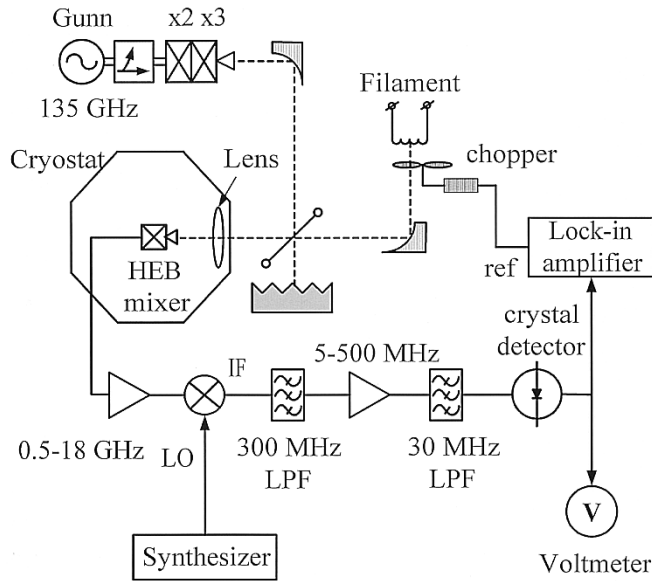 Gunn
x2 x3
135 GHz
Filament
chopper
Cryostat
Lens
HEB
mixer
Lock-in
amplifier
ref
crystal
detector
5-500 MHz
IF
0.5-18 GHz
LO
300 MHz
LPF
30 MHz
LPF
Synthesizer
V
Voltmeter